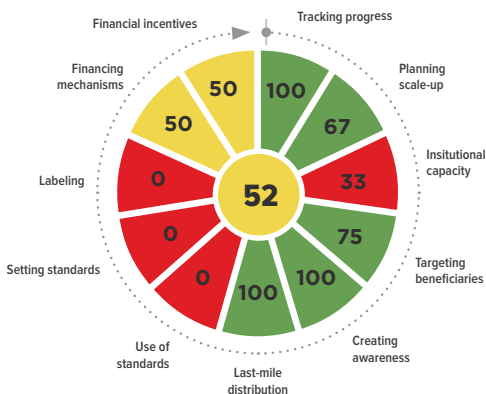 Financial incentives
Tracking progress
Financing
mechanisms
Planning
scale-up
50
100
50
67
Labeling
0
33
Insitutional
capacity
52
Setting standards
0
75
Targeting
beneficiaries
0
100
100
Use of
standards
Creating
awareness
Last-mile
distribution